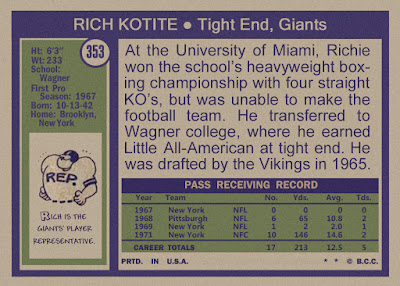 RICH KOTITE ● Tight End, Giants
353
Ht: 6'3"
Wt: 233
School:
Wagner
First Pro
Season: 1967
Born: 10-13-42
Home: Brooklyn,
New York
At the University of Miami, Richie
won the school's heavyweight box-
ing championship with four straight
KO's, but was unable to make the
football team. He transferred to
Wagner college, where he earned
Little All-American at tight end. He
was drafted by the Vikings in 1965.
REP.
RICH IS THE
GIANTS' PLAYER
REPRESENTATIVE.
PASS RECEIVING RECORD
Year Team No. Yds. Avg. Tds.
1967 New York NFL 0 0 0 0
1968 Pittsburgh NFL 6 65 10.8 2
1969 New York NFL 1 2 2.0 1
1971 New York NFC 10 146 14.6 2
CAREER TOTALS 17 213 12.5 5
PRTD. IN U.S.A. * * © B.C.C.